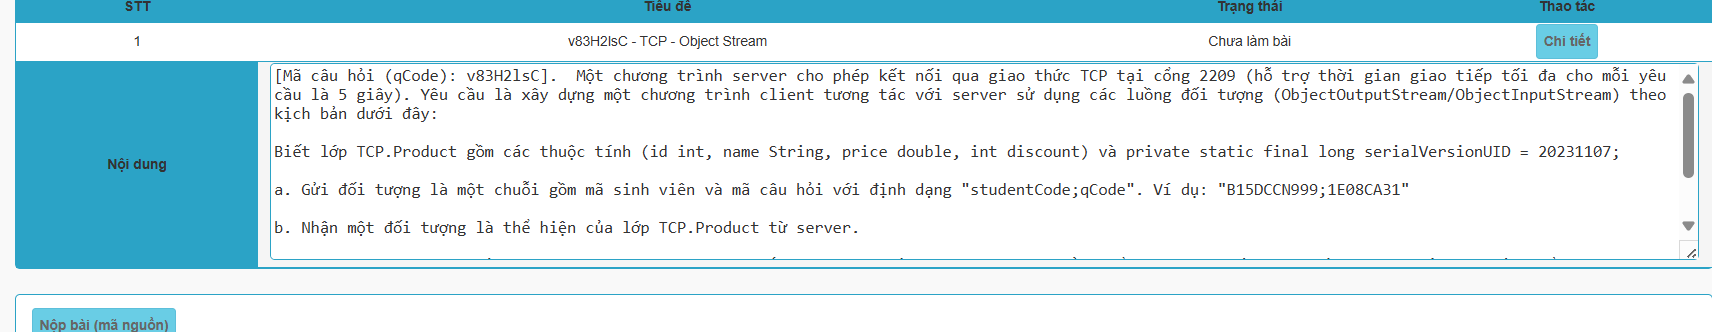 STT Tiêu đề Trạng thái Thao tác
1 v83H2lsC - TCP - Object Stream Chưa làm bài Chi tiết
Nội dung
[Mã câu hỏi (qCode): v83H2lsC].  Một chương trình server cho phép kết nối qua giao thức TCP tại cổng 2209 (hỗ trợ thời gian giao tiếp tối đa cho mỗi yêu
cầu là 5 giây). Yêu cầu là xây dựng một chương trình client tương tác với server sử dụng các luồng đối tượng (ObjectOutputStream/ObjectInputStream) theo
kịch bản dưới đây:
Biết lớp TCP.Product gồm các thuộc tính (id int, name String, price double, int discount) và private static final long serialVersionUID = 20231107;
a. Gửi đối tượng là một chuỗi gồm mã sinh viên và mã câu hỏi với định dạng "studentCode;qCode". Ví dụ: "B15DCCN999;1E08CA31"
b. Nhận một đối tượng là thể hiện của lớp TCP.Product từ server.
Nộp bài (mã nguồn)